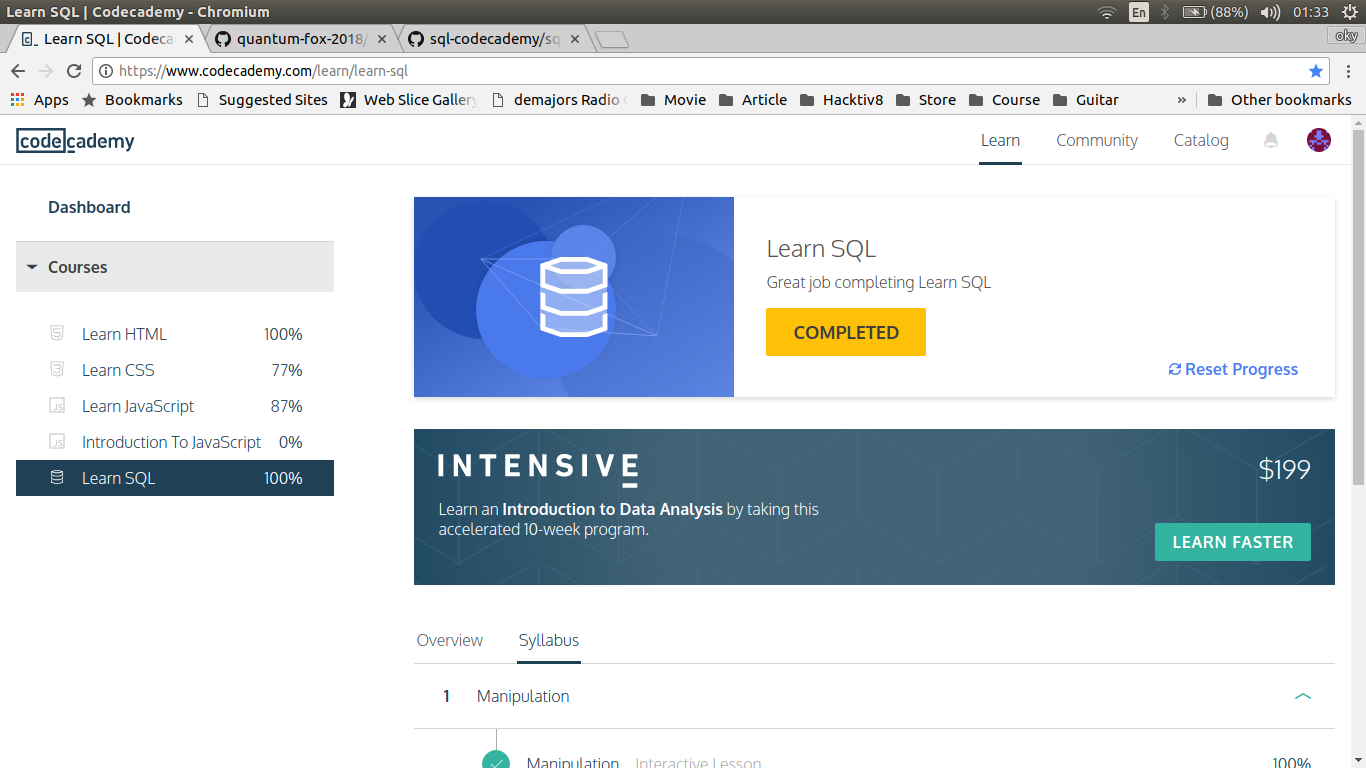 Learn SQL | Codecademy - Chromium
En
(88%)
01:33
Learn SQL | Codeca
quantum-fox-2018/
sql-codecademy/sq
oky
https://www.codecademy.com/learn/learn-sql
Apps Bookmarks Suggested Sites Web Slice Gallery demajors Radio Movie Article Hacktiv8 Store Course Guitar » Other bookmarks
codecademy
Learn Community Catalog
Dashboard
Courses
Learn HTML 100%
Learn CSS 77%
JS Learn JavaScript 87%
JS Introduction To JavaScript 0%
Learn SQL 100%
Learn SQL
Great job completing Learn SQL
COMPLETED
Reset Progress
INTENSIVE
$199
Learn an Introduction to Data Analysis by taking this
accelerated 10-week program.
LEARN FASTER
Overview Syllabus
1 Manipulation
Manipulation Interactive Lesson 100%